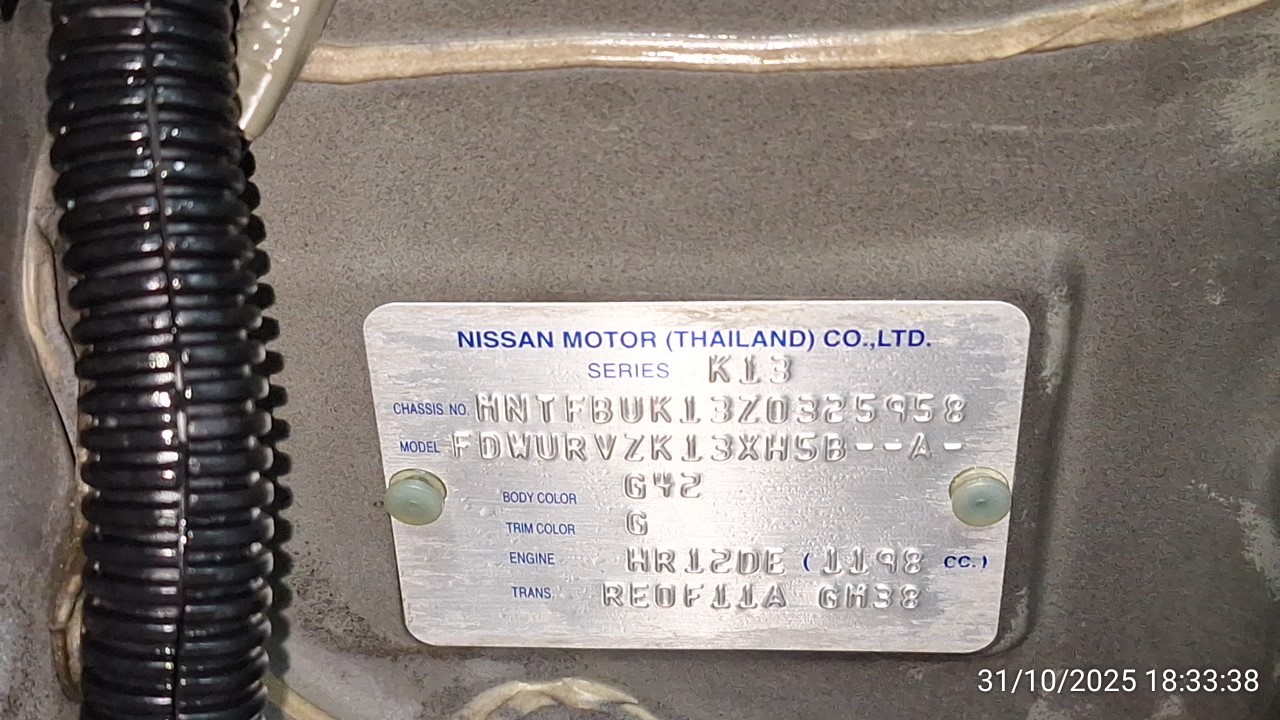 NISSAN MOTOR (THAILAND) CO.,LTD.
SERIES K13
CHASSIS NO. MNTFBUK13Z0325958
MODEL FDWURVZK13XH5B--A-
BODY COLOR G42
TRIM COLOR G
ENGINE HR12DE (1198 CC.)
TRANS. RE0F11A GM38
31/10/2025 18:33:38